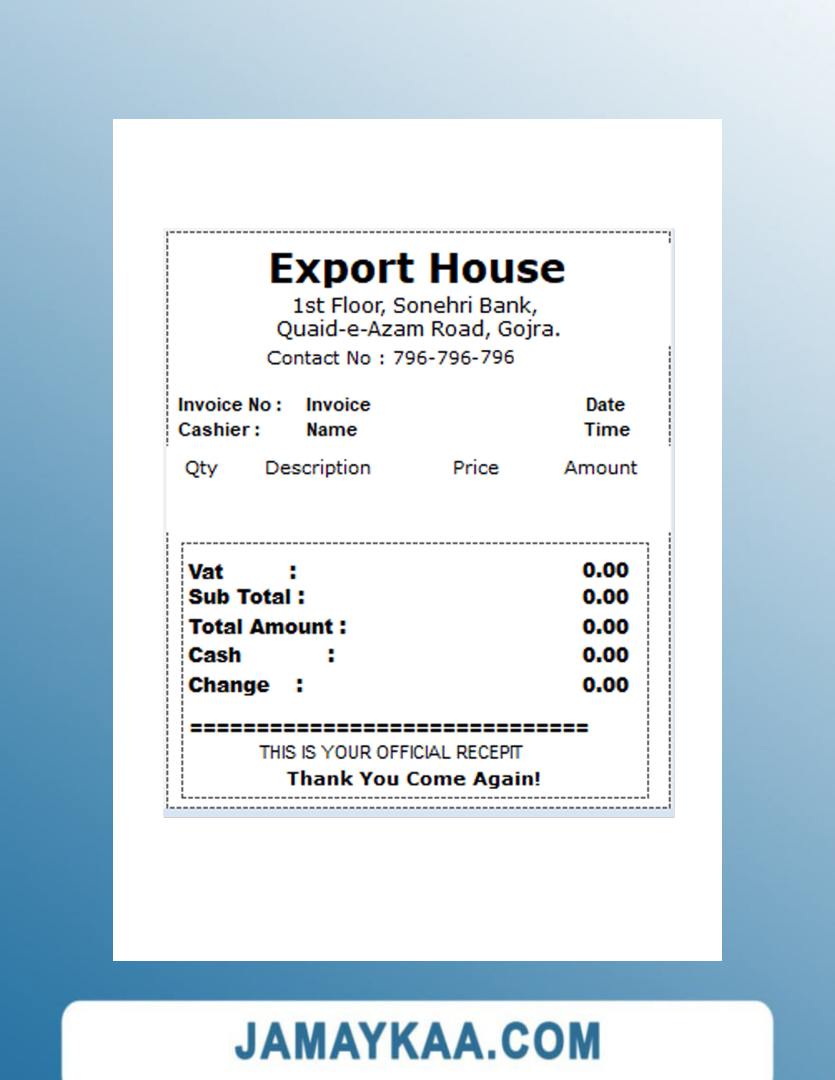 Export House
1st Floor, Sonehri Bank,
Quaid-e-Azam Road, Gojra.
Contact No : 796-796-796
Invoice No : Invoice Date
Cashier : Name Time
Qty Description Price Amount
Vat : 0.00
Sub Total : 0.00
Total Amount : 0.00
Cash : 0.00
Change : 0.00
==============================
THIS IS YOUR OFFICIAL RECEPIT
Thank You Come Again!
JAMAYKAA.COM